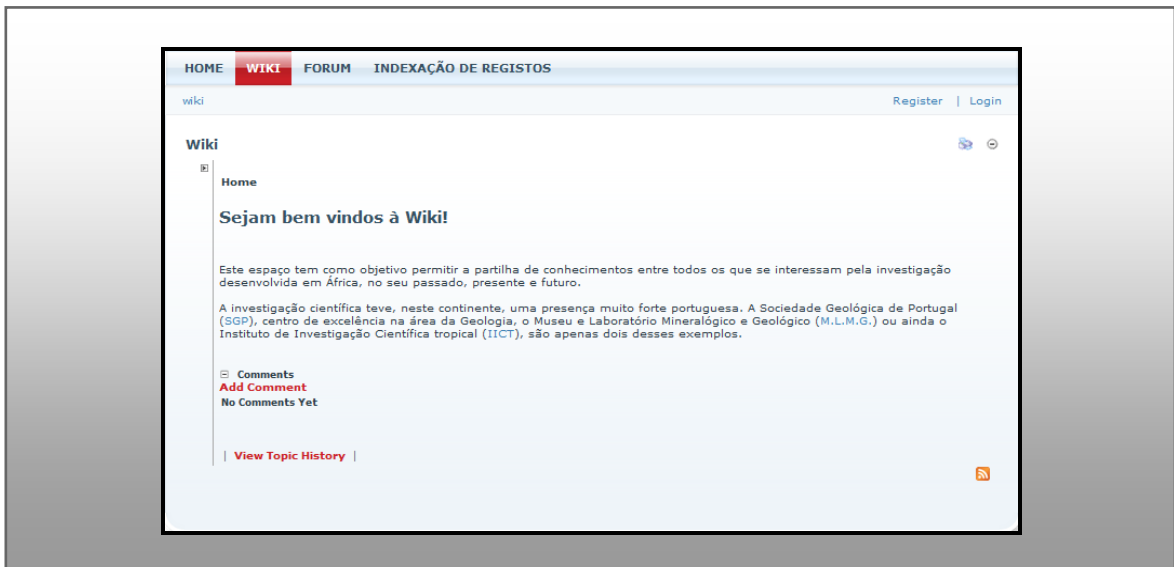 HOME WIKI FORUM INDEXAÇÃO DE REGISTOS
wiki Register | Login
Wiki
Home
Sejam bem vindos à Wiki!
Este espaço tem como objetivo permitir a partilha de conhecimentos entre todos os que se interessam pela investigação
desenvolvida em África, no seu passado, presente e futuro.
A investigação científica teve, neste continente, uma presença muito forte portuguesa. A Sociedade Geológica de Portugal
(SGP), centro de excelência na área da Geologia, o Museu e Laboratório Mineralógico e Geológico (M.L.M.G.) ou ainda o
Instituto de Investigação Científica tropical (IICT), são apenas dois desses exemplos.
Comments
Add Comment
No Comments Yet
| View Topic History |